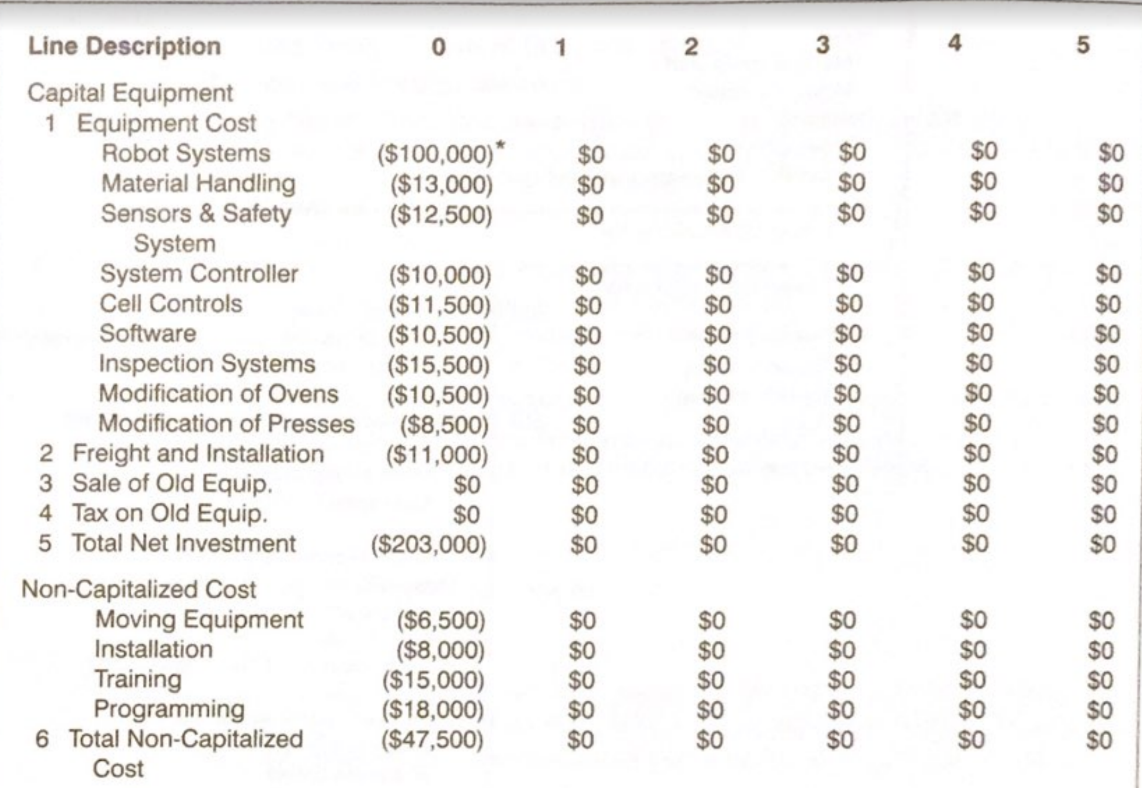 Line Description 0 1 2 3 4 5
Capital Equipment
1 Equipment Cost
Robot Systems ($100,000)* $0 $0 $0 $0 $0
Material Handling ($13,000) $0 $0 $0 $0 $0
Sensors & Safety ($12,500) $0 $0 $0 $0 $0
System
System Controller ($10,000) $0 $0 $0 $0 $0
Cell Controls ($11,500) $0 $0 $0 $0 $0
Software ($10,500) $0 $0 $0 $0 $0
Inspection Systems ($15,500) $0 $0 $0 $0 $0
Modification of Ovens ($10,500) $0 $0 $0 $0 $0
Modification of Presses ($8,500) $0 $0 $0 $0 $0
2 Freight and Installation ($11,000) $0 $0 $0 $0 $0
3 Sale of Old Equip. $0 $0 $0 $0 $0 $0
4 Tax on Old Equip. $0 $0 $0 $0 $0 $0
5 Total Net Investment ($203,000) $0 $0 $0 $0 $0
Non-Capitalized Cost
Moving Equipment ($6,500) $0 $0 $0 $0 $0
Installation ($8,000) $0 $0 $0 $0 $0
Training ($15,000) $0 $0 $0 $0 $0
Programming ($18,000) $0 $0 $0 $0 $0
6 Total Non-Capitalized ($47,500) $0 $0 $0 $0 $0
Cost